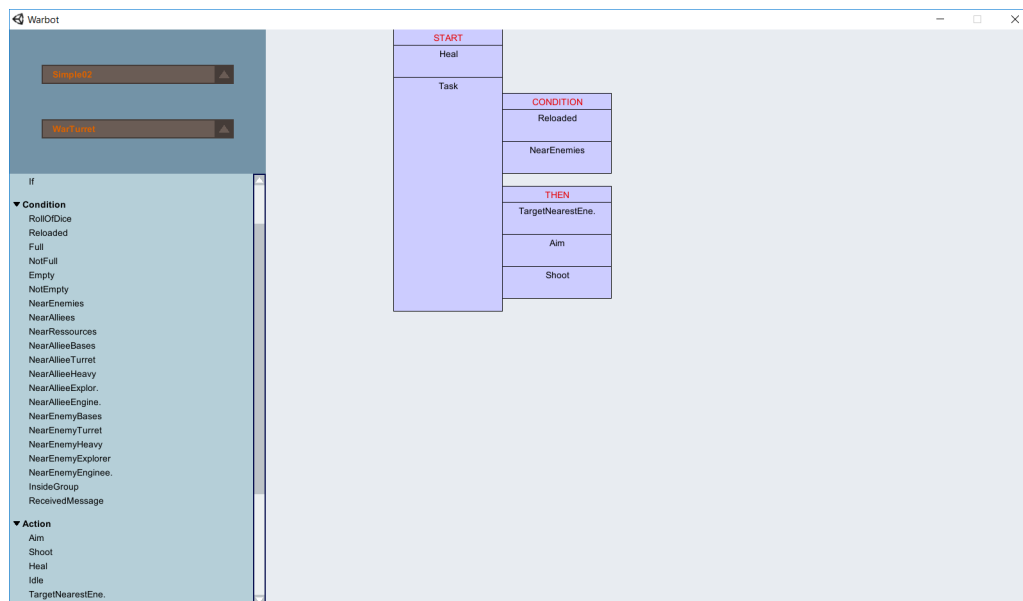 Warbot
Simple02
WarTurret
If
Condition
RollOfDice
Reloaded
Full
NotFull
Empty
NotEmpty
NearEnemies
NearAlliees
NearRessources
NearAllieeBases
NearAllieeTurret
NearAllieeHeavy
NearAllieeExplor.
NearAllieeEngine.
NearEnemyBases
NearEnemyTurret
NearEnemyHeavy
NearEnemyExplorer
NearEnemyEnginee.
InsideGroup
ReceivedMessage
Action
Aim
Shoot
Heal
Idle
TargetNearestEne.
START
Heal
Task
CONDITION
Reloaded
NearEnemies
THEN
TargetNearestEne.
Aim
Shoot